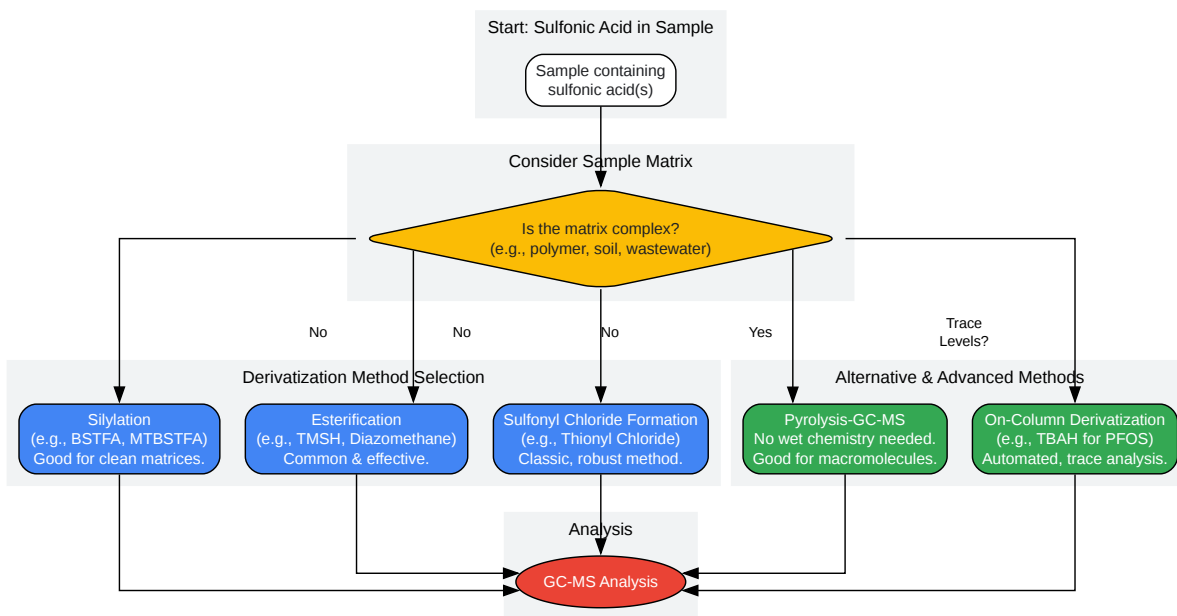 Start: Sulfonic Acid in Sample
Sample containing
sulfonic acid(s)
Consider Sample Matrix
Is the matrix complex?
(e.g., polymer, soil, wastewater)
No
No
No
Yes
Trace
Levels?
Derivatization Method Selection
Silylation
(e.g., BSTFA, MTBSTFA)
Good for clean matrices.
Esterification
(e.g., TMSH, Diazomethane)
Common & effective.
Sulfonyl Chloride Formation
(e.g., Thionyl Chloride)
Classic, robust method.
Alternative & Advanced Methods
Pyrolysis-GC-MS
No wet chemistry needed.
Good for macromolecules.
On-Column Derivatization
(e.g., TBAH for PFOS)
Automated, trace analysis.
Analysis
GC-MS Analysis